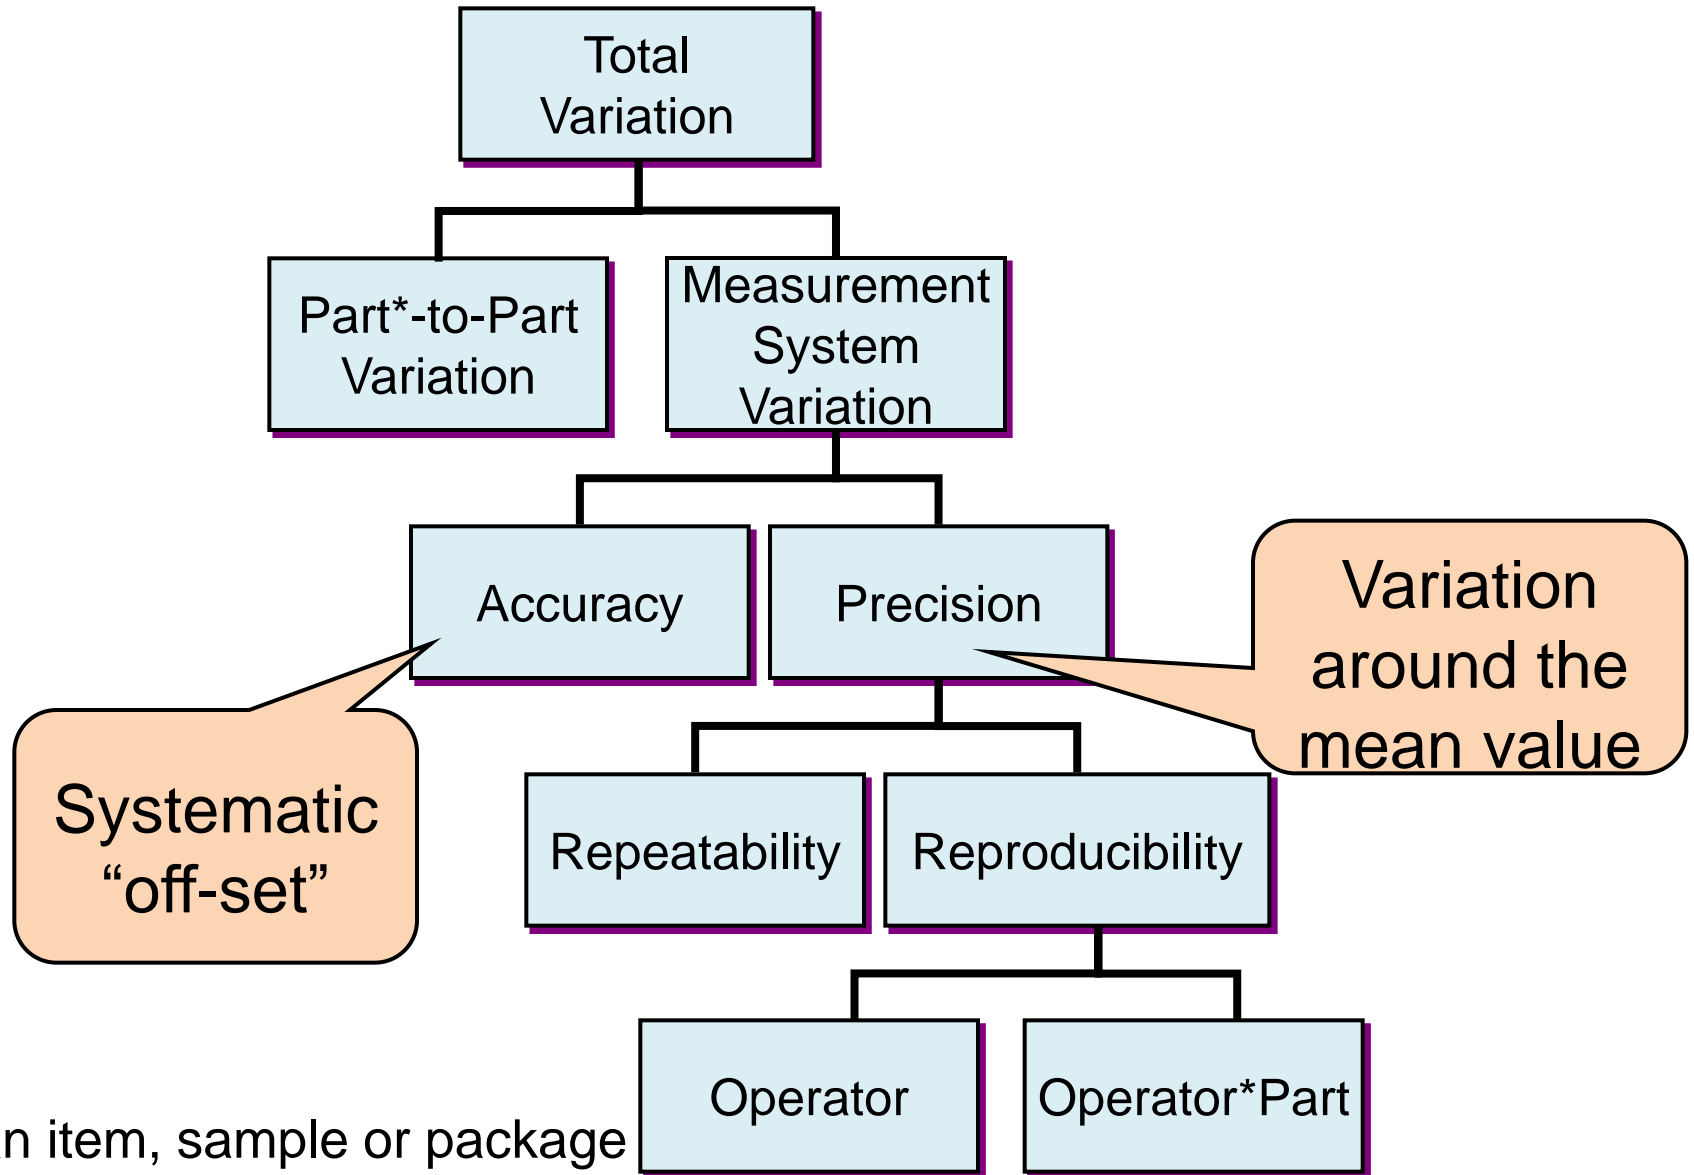 Total
Variation
Part*-to-Part
Variation
Measurement
System
Variation
Accuracy
Precision
Variation
around the
mean value
Systematic
“off-set”
Repeatability
Reproducibility
Operator
Operator*Part
item, sample or package